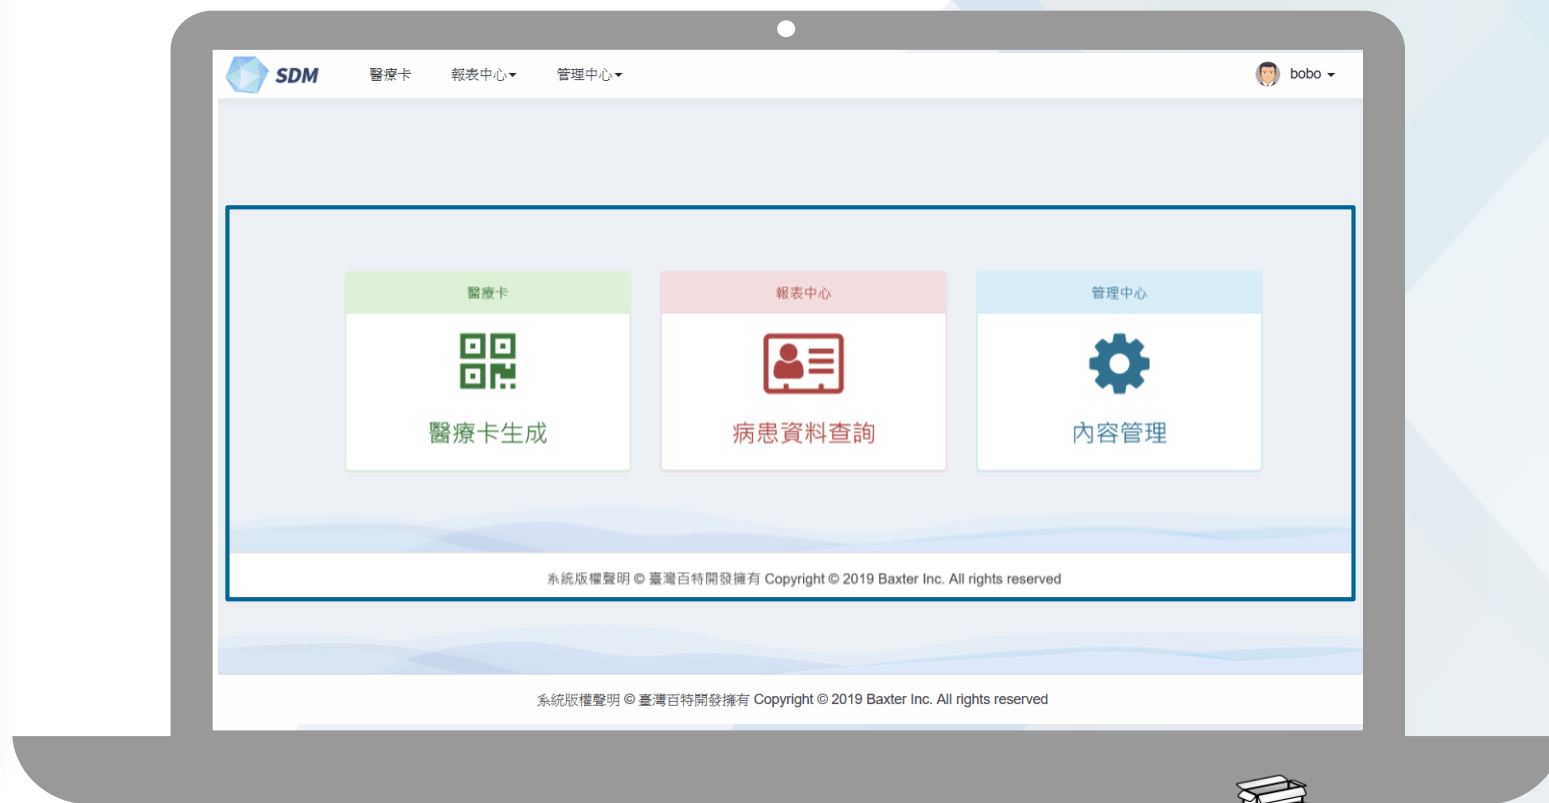 SDM 醫療卡 報表中心 管理中心 bobo
醫療卡 報表中心 管理中心
醫療卡生成 病患資料查詢 內容管理
系統版權聲明 © 臺灣百特開發擁有 Copyright © 2019 Baxter Inc. All rights reserved
系統版權聲明 © 臺灣百特開發擁有 Copyright © 2019 Baxter Inc. All rights reserved